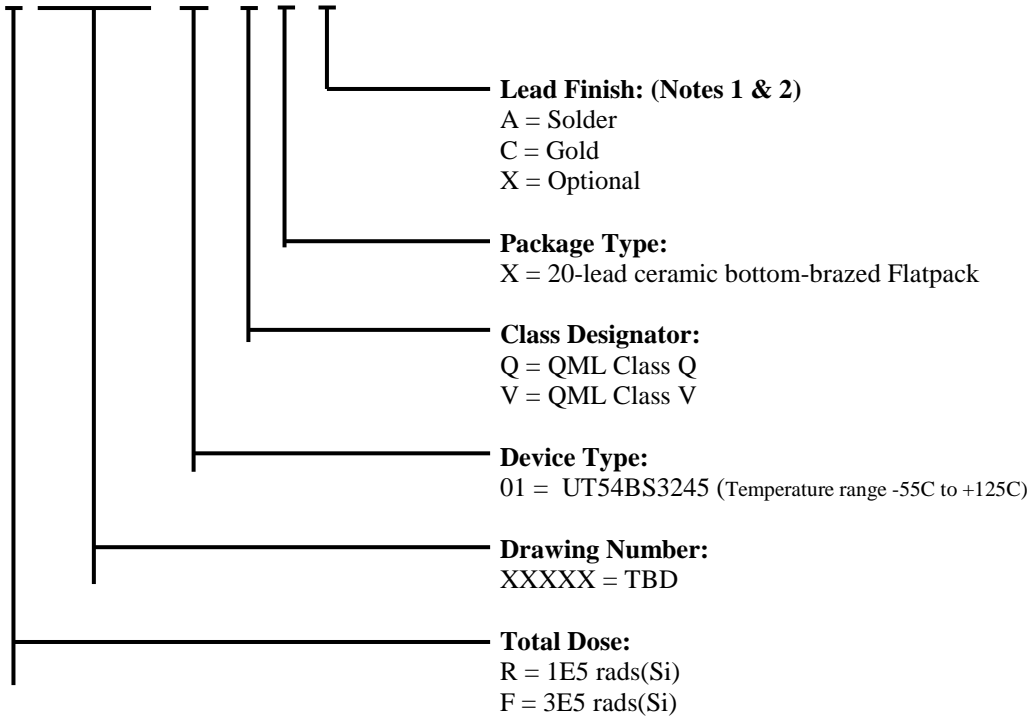 Lead Finish: (Notes 1 & 2)
A = Solder
C = Gold
X = Optional
Package Type:
X = 20-lead ceramic bottom-brazed Flatpack
Class Designator:
Q = QML Class Q
V = QML Class V
Device Type:
01 = UT54BS3245 (Temperature range -55C to +125C)
Drawing Number:
XXXXX = TBD
Total Dose:
R = 1E5 rads(Si)
F = 3E5 rads(Si)